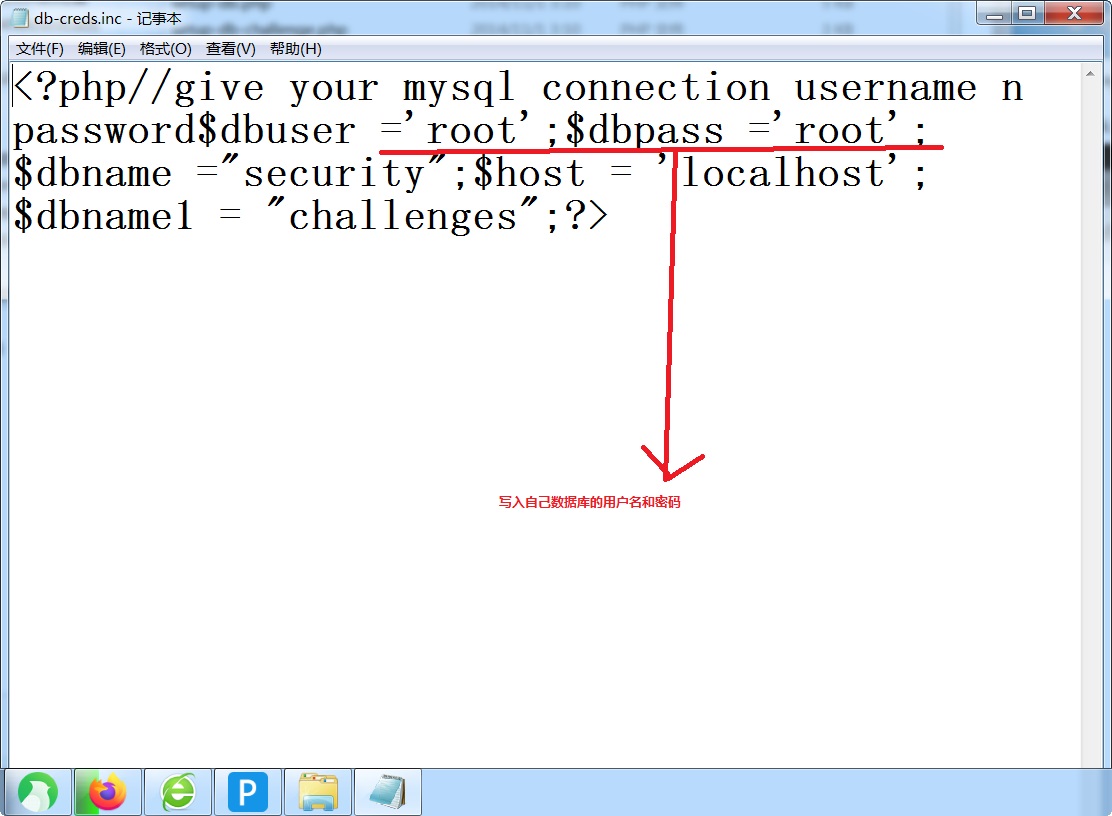 db-creds.inc - 记事本
文件(F) 编辑(E) 格式(O) 查看(V) 帮助(H)
<?php//give your mysql connection username n
password$dbuser ='root';$dbpass ='root';
$dbname ="security";$host = 'localhost';
$dbname1 = "challenges";?>
写入自己数据库的用户名和密码
P